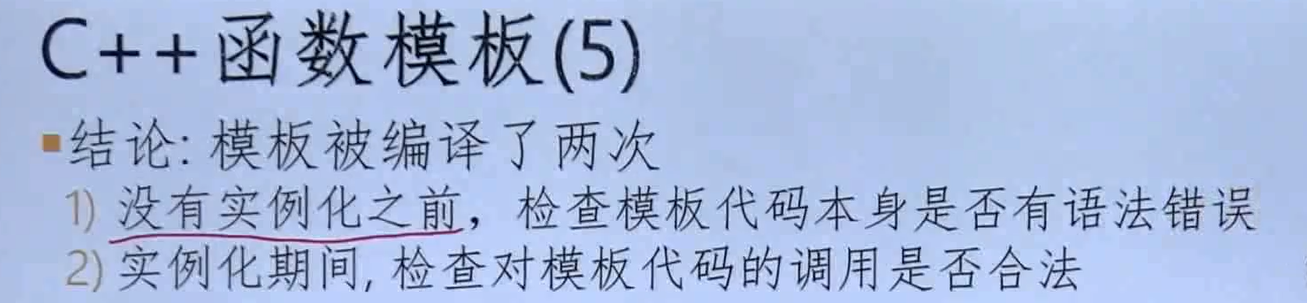 C++函数模板(5)
▪结论: 模板被编译了两次
1) 没有实例化之前，检查模板代码本身是否有语法错误
2) 实例化期间, 检查对模板代码的调用是否合法